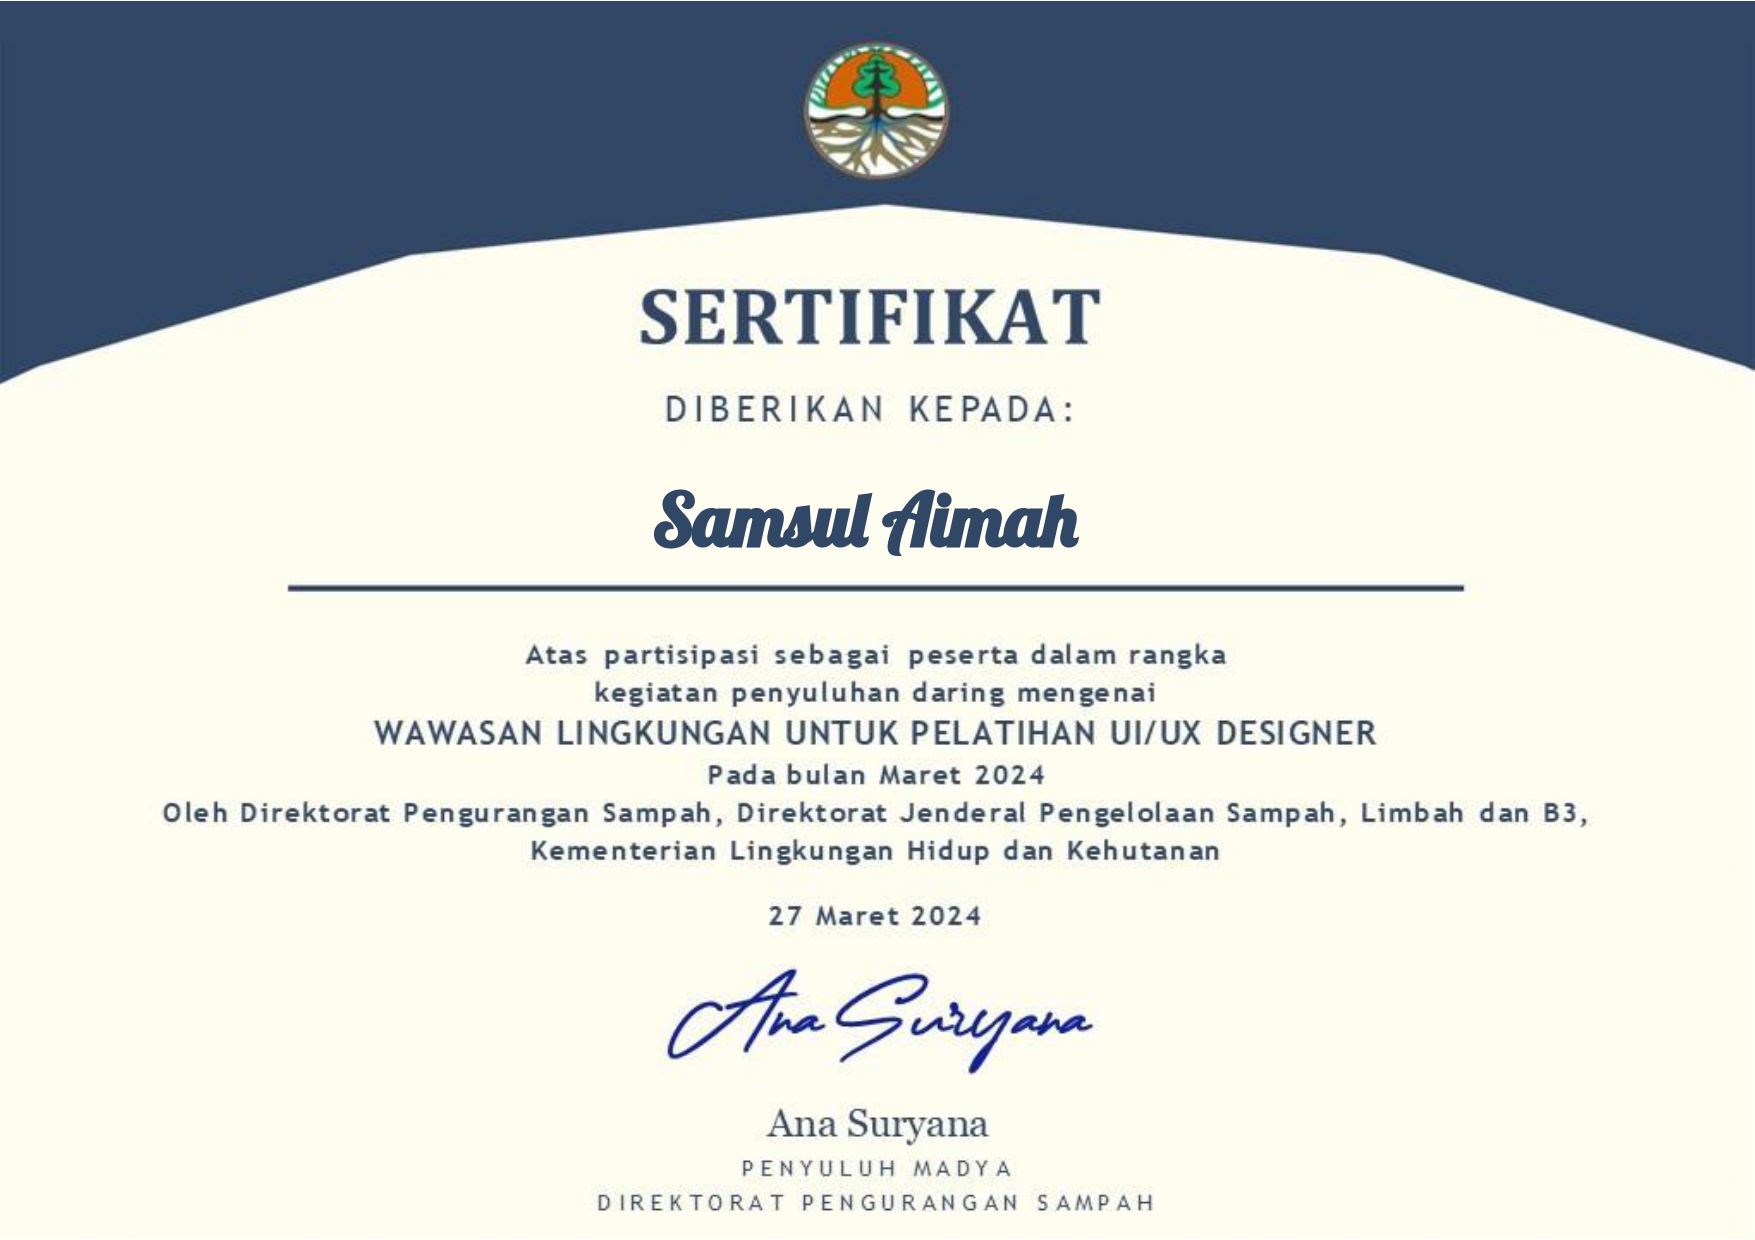 SERTIFIKAT
DIBERIKAN KEPADA:
Samsul Aimah
Atas partisipasi sebagai peserta dalam rangka
kegiatan penyuluhan daring mengenai
WAWASAN LINGKUNGAN UNTUK PELATIHAN UI/UX DESIGNER
Pada bulan Maret 2024
Oleh Direktorat Pengurangan Sampah, Direktorat Jenderal Pengelolaan Sampah, Limbah dan B3,
Kementerian Lingkungan Hidup dan Kehutanan
27 Maret 2024
Ana Suryana
Ana Suryana
PENYULUH MADYA
DIREKTORAT PENGURANGAN SAMPAH